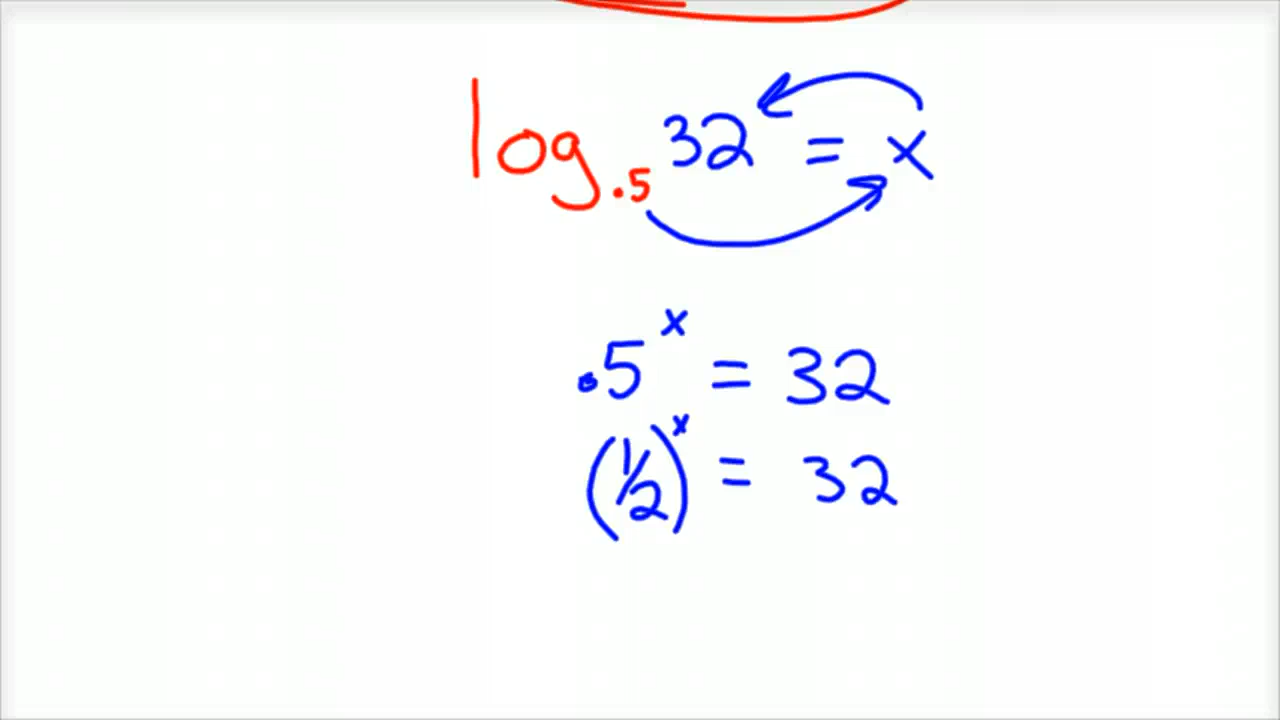 log.5 32 = x
.5^x = 32
(1/2)^x = 32